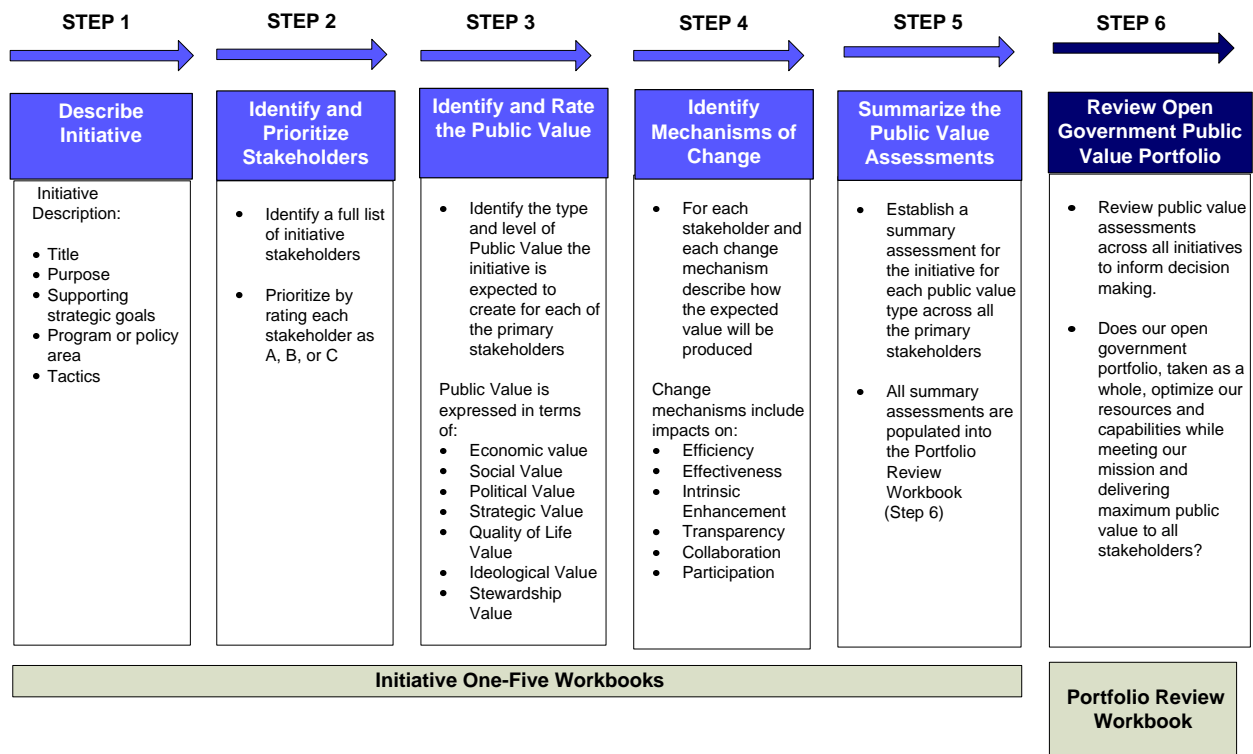 STEP 1
Describe
Initiative
Initiative
Description:
• Title
• Purpose
• Supporting
strategic goals
• Program or policy
area
• Tactics
STEP 2
Identify and
Prioritize
Stakeholders
• Identify a full list
of initiative
stakeholders
• Prioritize by
rating each
stakeholder as
A, B, or C
STEP 3
Identify and Rate
the Public Value
• Identify the type
and level of
Public Value the
initiative is
expected to
create for each of
the primary
stakeholders
Public Value is
expressed in terms
of:
• Economic value
• Social Value
• Political Value
• Strategic Value
• Quality of Life
Value
• Ideological Value
• Stewardship
Value
STEP 4
Identify
Mechanisms of
Change
• For each
stakeholder and
each change
mechanism
describe how
the expected
value will be
produced
Change
mechanisms include
impacts on:
• Efficiency
• Effectiveness
• Intrinsic
Enhancement
• Transparency
• Collaboration
• Participation
STEP 5
Summarize the
Public Value
Assessments
• Establish a
summary
assessment for
the initiative for
each public value
type across all
the primary
stakeholders
• All summary
assessments are
populated into
the Portfolio
Review
Workbook
(Step 6)
STEP 6
Review Open
Government Public
Value Portfolio
• Review public value
assessments
across all initiatives
to inform decision
making.
• Does our open
government
portfolio, taken as a
whole, optimize our
resources and
capabilities while
meeting our
mission and
delivering
maximum public
value to all
stakeholders?
Initiative One-Five Workbooks
Portfolio Review
Workbook